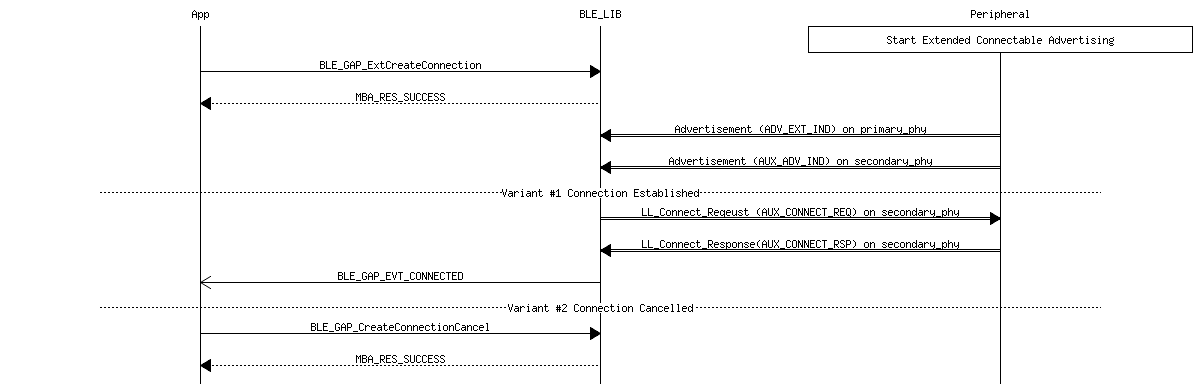 App
BLE_LIB
Peripheral
Start Extended Connectable Advertising
BLE_GAP_ExtCreateConnection
MBA_RES_SUCCESS
Advertisement (ADV_EXT_IND) on primary_phy
Advertisement (AUX_ADV_IND) on secondary_phy
Variant #1 Connection Established
LL_Connect_Reqeust (AUX_CONNECT_REQ) on secondary_phy
LL_Connect_Response(AUX_CONNECT_RSP) on secondary_phy
BLE_GAP_EVT_CONNECTED
Variant #2 Connection Cancelled
BLE_GAP_CreateConnectionCancel
MBA_RES_SUCCESS